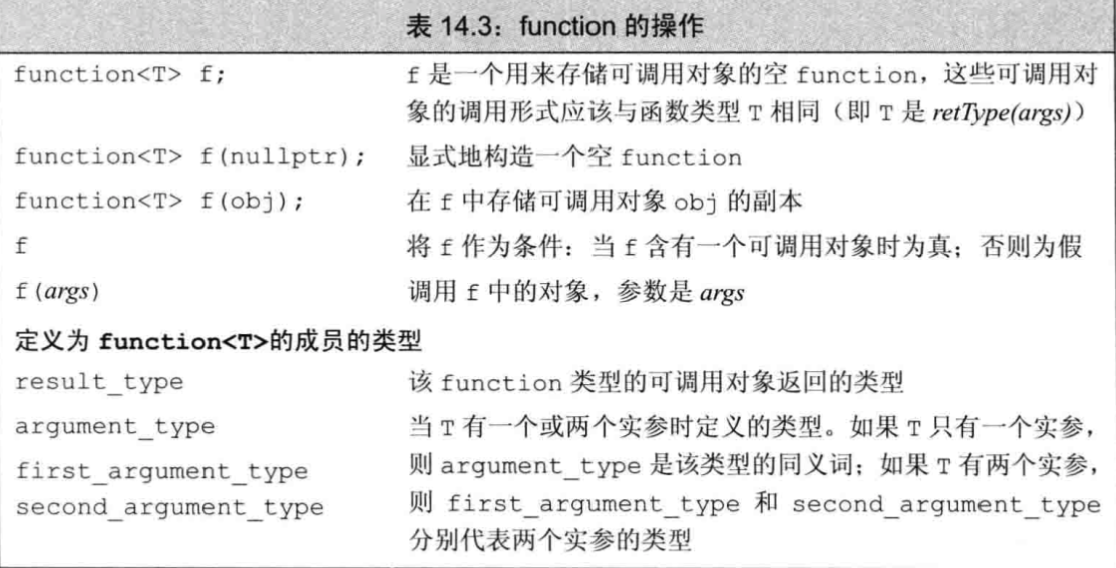 表 14.3：function 的操作
function<T> f; f 是一个用来存储可调用对象的空 function，这些可调用对
象的调用形式应该与函数类型 T 相同（即 T 是 retType(args)）
function<T> f(nullptr); 显式地构造一个空 function
function<T> f(obj); 在 f 中存储可调用对象 obj 的副本
f 将 f 作为条件：当 f 含有一个可调用对象时为真；否则为假
f(args) 调用 f 中的对象，参数是 args
定义为 function<T>的成员的类型
result_type 该 function 类型的可调用对象返回的类型
argument_type 当 T 有一个或两个实参时定义的类型。如果 T 只有一个实参，
first_argument_type 则 argument_type 是该类型的同义词；如果 T 有两个实参，
second_argument_type 则 first_argument_type 和 second_argument_type
分别代表两个实参的类型